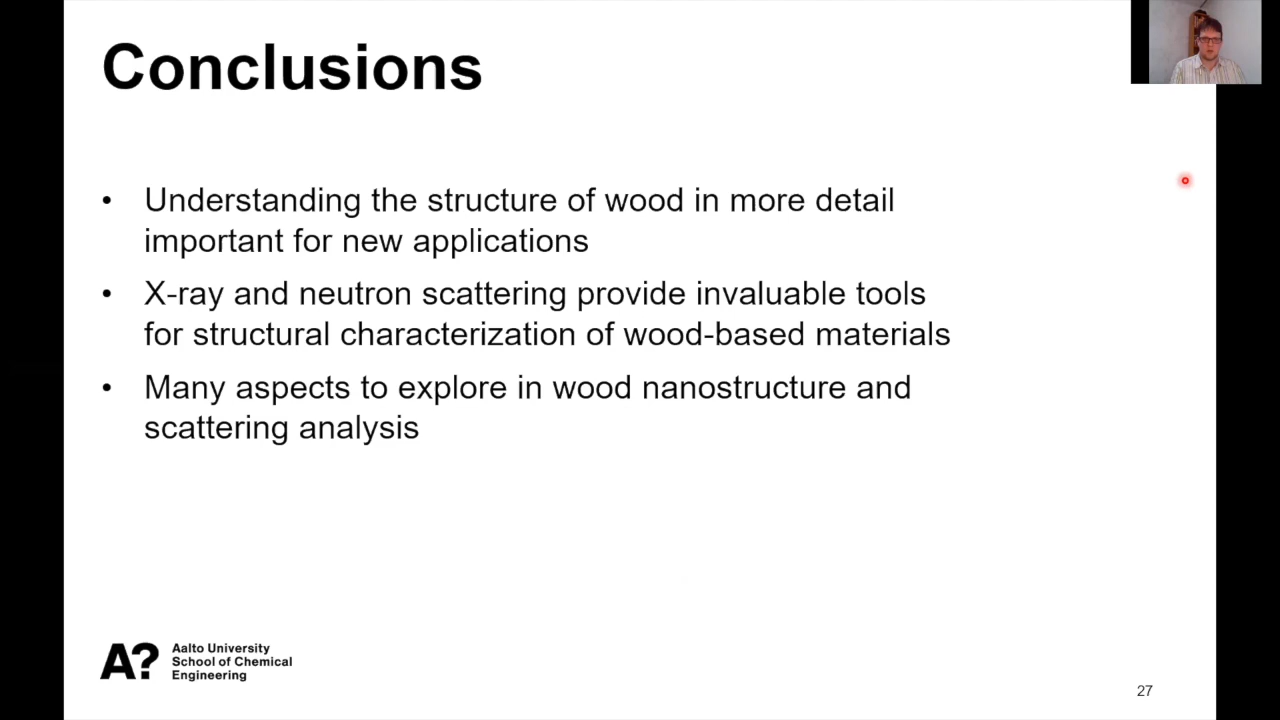 Conclusions
• Understanding the structure of wood in more detail
important for new applications
• X-ray and neutron scattering provide invaluable tools
for structural characterization of wood-based materials
• Many aspects to explore in wood nanostructure and
scattering analysis
A?
Aalto University
School of Chemical
Engineering
27